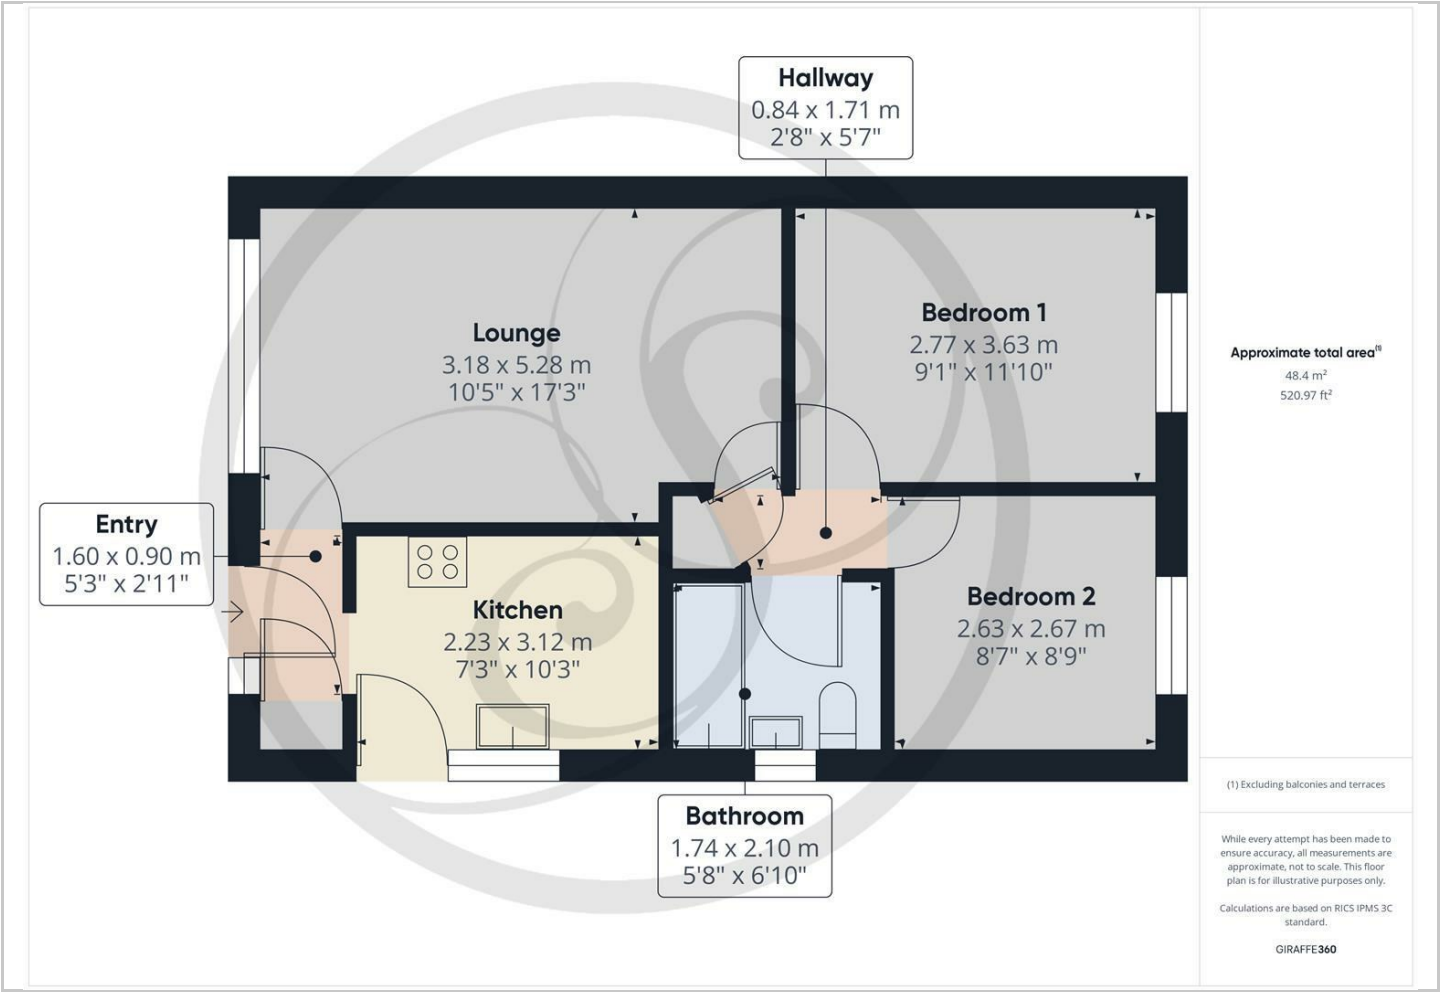 Hallway
0.84 x 1.71 m
2'8" x 5'7"
Lounge
3.18 x 5.28 m
10'5" x 17'3"
Bedroom 1
2.77 x 3.63 m
9'1" x 11'10"
Entry
1.60 x 0.90 m
5'3" x 2'11"
Kitchen
2.23 x 3.12 m
7'3" x 10'3"
Bedroom 2
2.63 x 2.67 m
8'7" x 8'9"
Bathroom
1.74 x 2.10 m
5'8" x 6'10"
Approximate total area⁽¹⁾
48.4 m²
520.97 ft²
(1) Excluding balconies and terraces
While every attempt has been made to
ensure accuracy, all measurements are
approximate, not to scale. This floor
plan is for illustrative purposes only.
Calculations are based on RICS IPMS 3C
standard.
GIRAFFE360